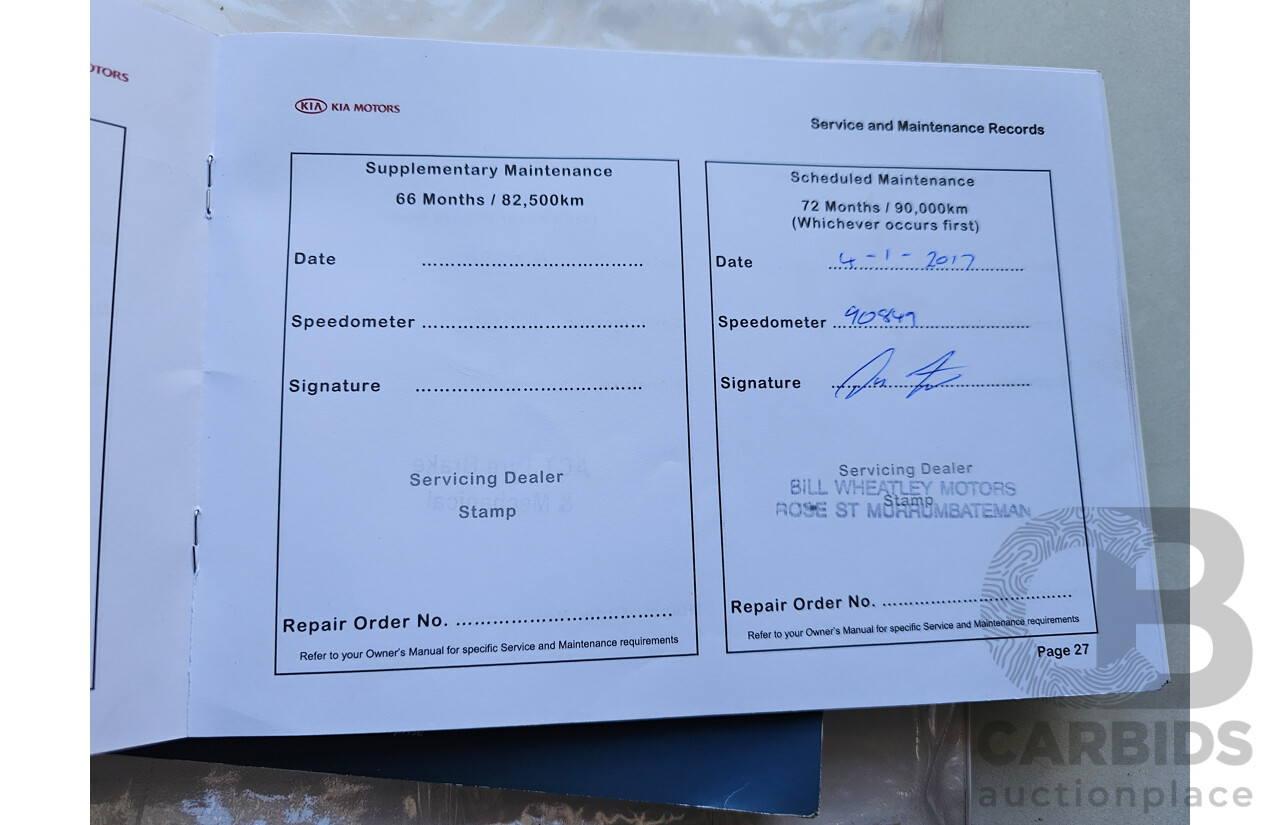 OTORS
KIA KIA MOTORS
Service and Maintenance Records
Supplementary Maintenance
66 Months / 82,500km
Date ......................................
Speedometer ......................................
Signature ......................................
Servicing Dealer
Stamp
Repair Order No. ......................................
Refer to your Owner's Manual for specific Service and Maintenance requirements
Scheduled Maintenance
72 Months / 90,000km
(Whichever occurs first)
Date 4-1-2017
Speedometer 90849
Signature
Servicing Dealer
BILL WHEATLEY MOTORS
Stamp
ROSE ST MURRUMBATEMAN
Repair Order No. ......................................
Refer to your Owner's Manual for specific Service and Maintenance requirements
Page 27
CB
CARBIDS
auctionplace